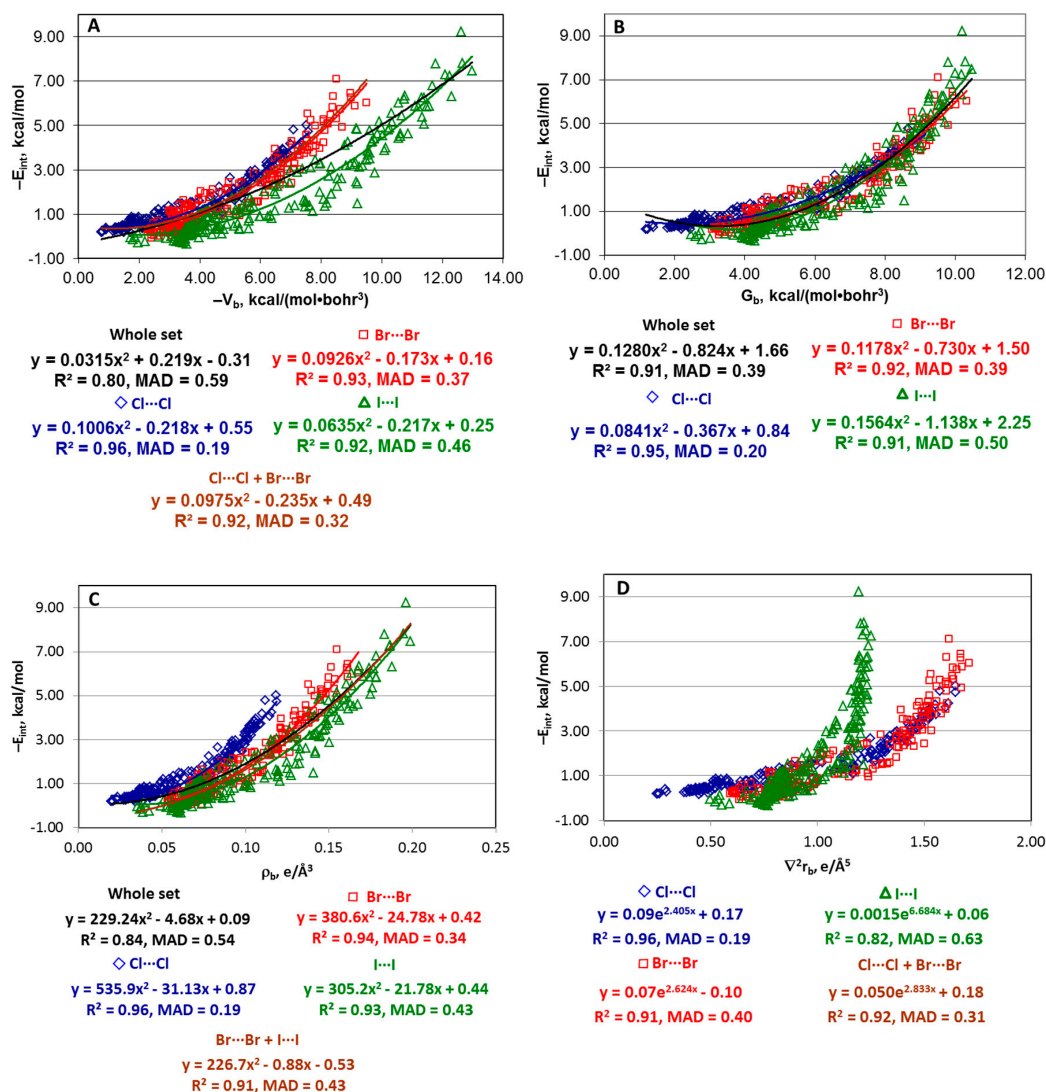 A
9.00
7.00
5.00
3.00
1.00
-1.00
–Eint, kcal/mol
0.00 2.00 4.00 6.00 8.00 10.00 12.00 14.00
–Vb, kcal/(mol•bohr³)
Whole set
y = 0.0315x² + 0.219x - 0.31
R² = 0.80, MAD = 0.59
Br···Br
y = 0.0926x² - 0.173x + 0.16
R² = 0.93, MAD = 0.37
Cl···Cl
y = 0.1006x² - 0.218x + 0.55
R² = 0.96, MAD = 0.19
I···I
y = 0.0635x² - 0.217x + 0.25
R² = 0.92, MAD = 0.46
Cl···Cl + Br···Br
y = 0.0975x² - 0.235x + 0.49
R² = 0.92, MAD = 0.32
B
9.00
7.00
5.00
3.00
1.00
-1.00
–Eint, kcal/mol
0.00 2.00 4.00 6.00 8.00 10.00 12.00
Gb, kcal/(mol•bohr³)
Whole set
y = 0.1280x² - 0.824x + 1.66
R² = 0.91, MAD = 0.39
Br···Br
y = 0.1178x² - 0.730x + 1.50
R² = 0.92, MAD = 0.39
Cl···Cl
y = 0.0841x² - 0.367x + 0.84
R² = 0.95, MAD = 0.20
I···I
y = 0.1564x² - 1.138x + 2.25
R² = 0.91, MAD = 0.50
C
9.00
7.00
5.00
3.00
1.00
-1.00
–Eint, kcal/mol
0.00 0.05 0.10 0.15 0.20 0.25
ρb, e/Å³
Whole set
y = 229.24x² - 4.68x + 0.09
R² = 0.84, MAD = 0.54
Br···Br
y = 380.6x² - 24.78x + 0.42
R² = 0.94, MAD = 0.34
Cl···Cl
y = 535.9x² - 31.13x + 0.87
R² = 0.96, MAD = 0.19
I···I
y = 305.2x² - 21.78x + 0.44
R² = 0.93, MAD = 0.43
Br···Br + I···I
y = 226.7x² - 0.88x - 0.53
R² = 0.91, MAD = 0.43
D
9.00
7.00
5.00
3.00
1.00
-1.00
–Eint, kcal/mol
0.00 0.50 1.00 1.50 2.00
∇²rb, e/Å⁵
Cl···Cl
y = 0.09e^2.405x + 0.17
R² = 0.96, MAD = 0.19
I···I
y = 0.0015e^6.684x + 0.06
R² = 0.82, MAD = 0.63
Br···Br
y = 0.07e^2.624x - 0.10
R² = 0.91, MAD = 0.40
Cl···Cl + Br···Br
y = 0.050e^2.833x + 0.18
R² = 0.92, MAD = 0.31